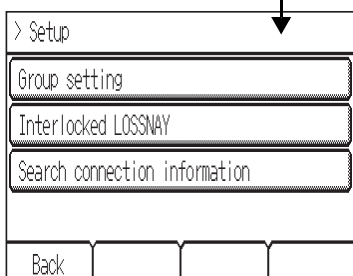 > Setup
Group setting
Interlocked LOSSNAY
Search connection information
Back